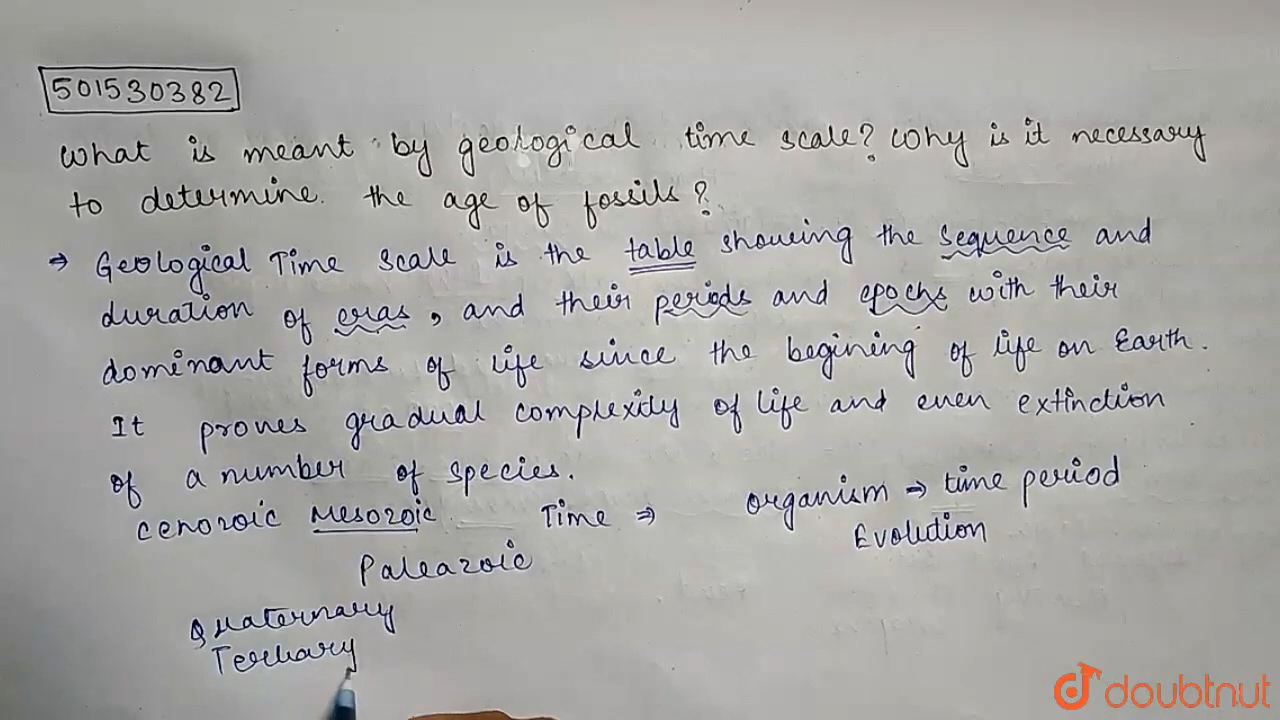 501530382
What is meant by geological time scale? Why is it necessary
to determine the age of fossils?
⇒ Geological Time Scale is the table showing the sequence and
duration of eras, and their periods and epochs with their
dominant forms of life since the begining of life on Earth.
It proves gradual complexity of life and even extinction
of a number of species.
Cenozoic Mesozoic Time ⇒ organism ⇒ time period
Evolution
Paleazoic
Quaternary
Tertiary
doubtnut